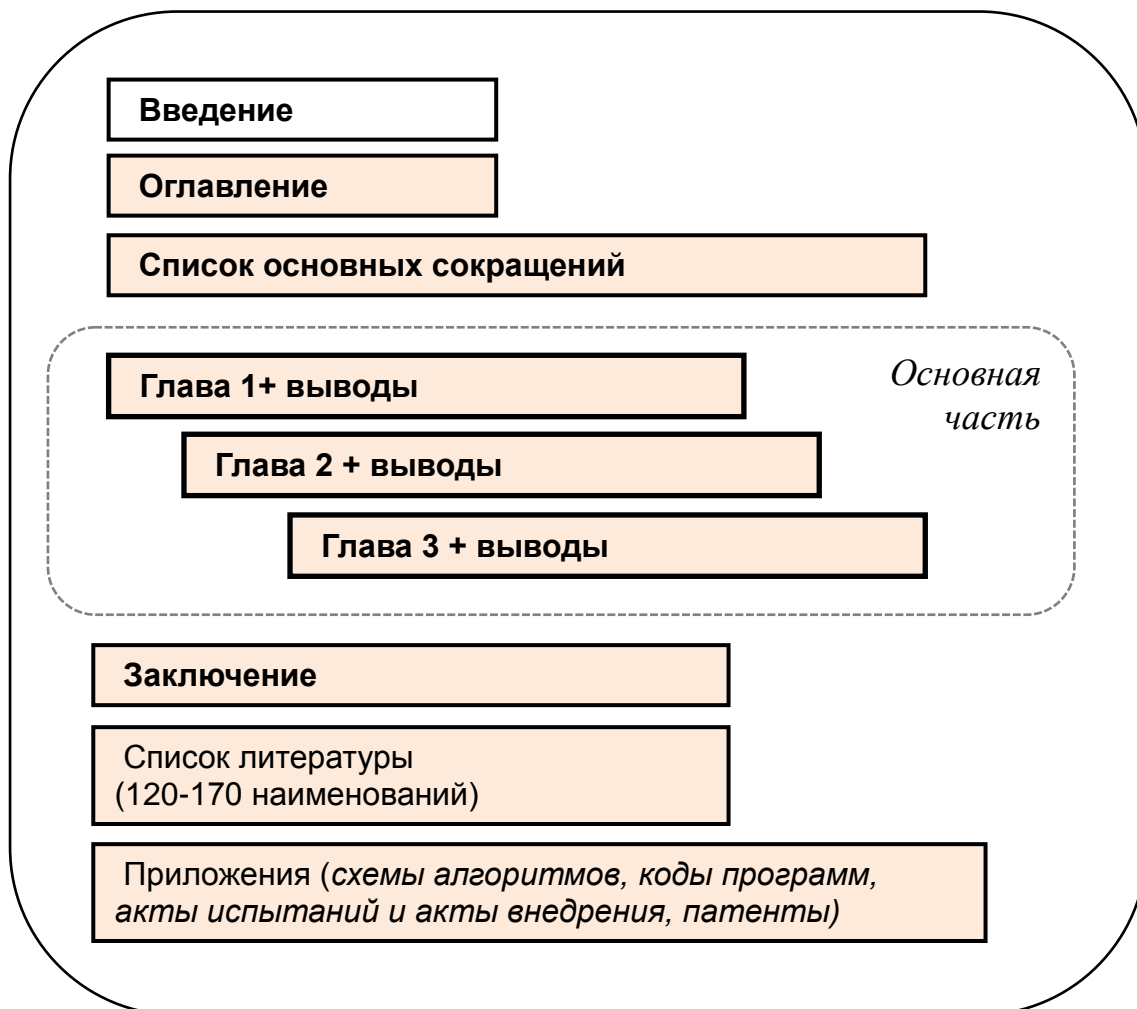 Введение
Оглавление
Список основных сокращений
Глава 1+ выводы
Основная
часть
Глава 2 + выводы
Глава 3 + выводы
Заключение
Список литературы
(120-170 наименований)
Приложения (схемы алгоритмов, коды программ,
акты испытаний и акты внедрения, патенты)